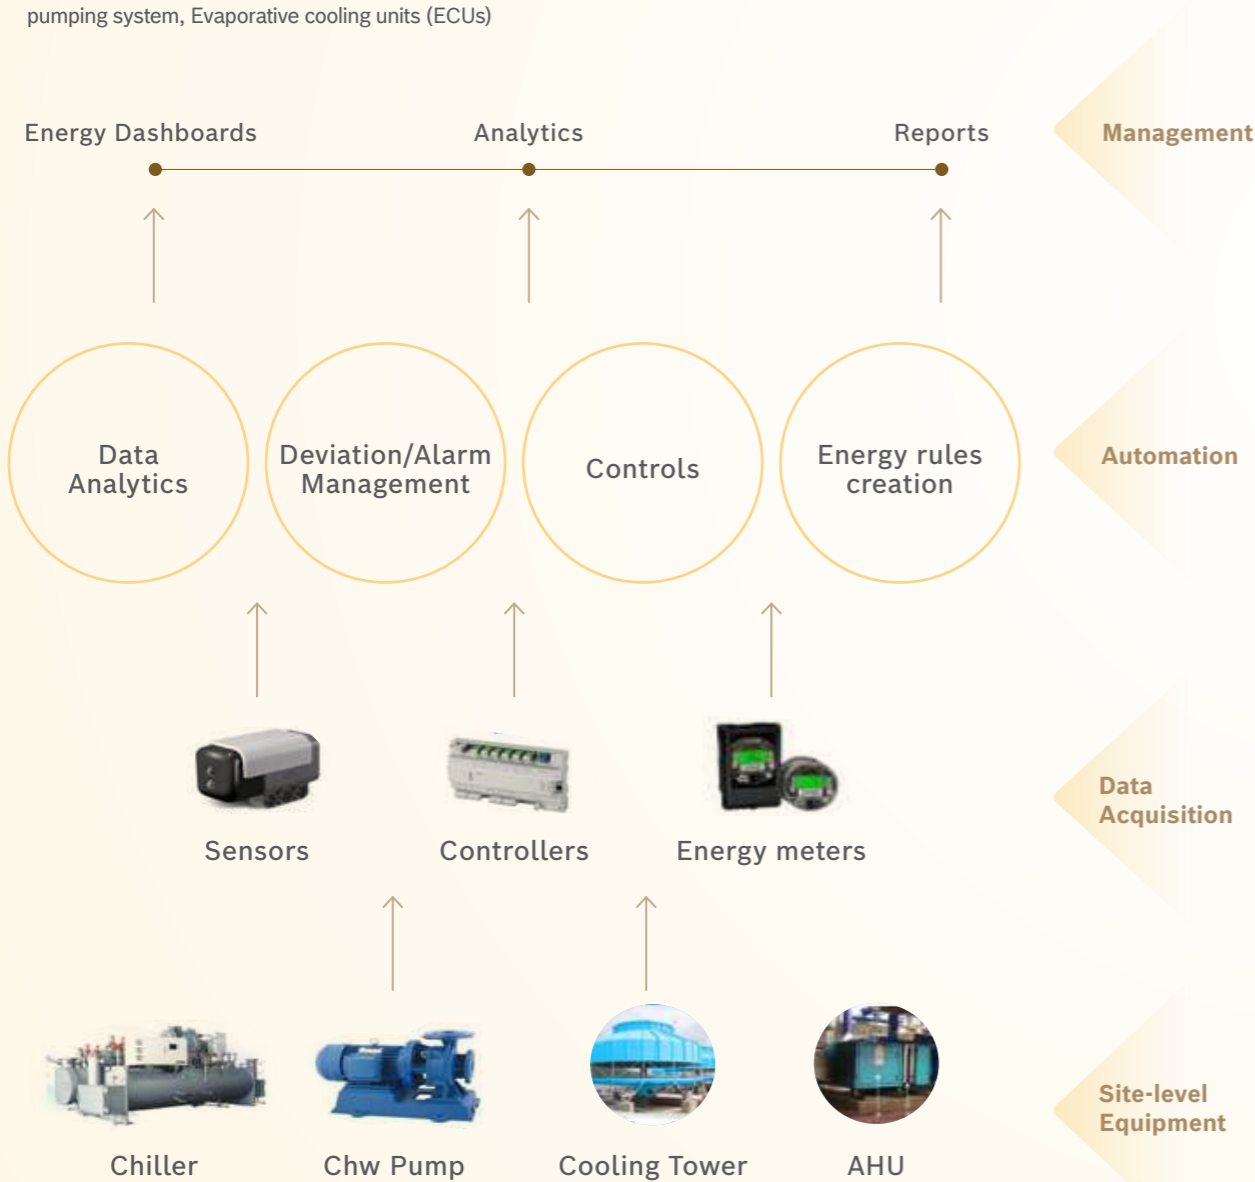 pumping system, Evaporative cooling units (ECUs)
Energy Dashboards
Analytics
Reports
Management
Data
Analytics
Deviation/Alarm
Management
Controls
Energy rules
creation
Automation
Sensors
Controllers
Energy meters
Data
Acquisition
Chiller
Chw Pump
Cooling Tower
AHU
Site-level
Equipment